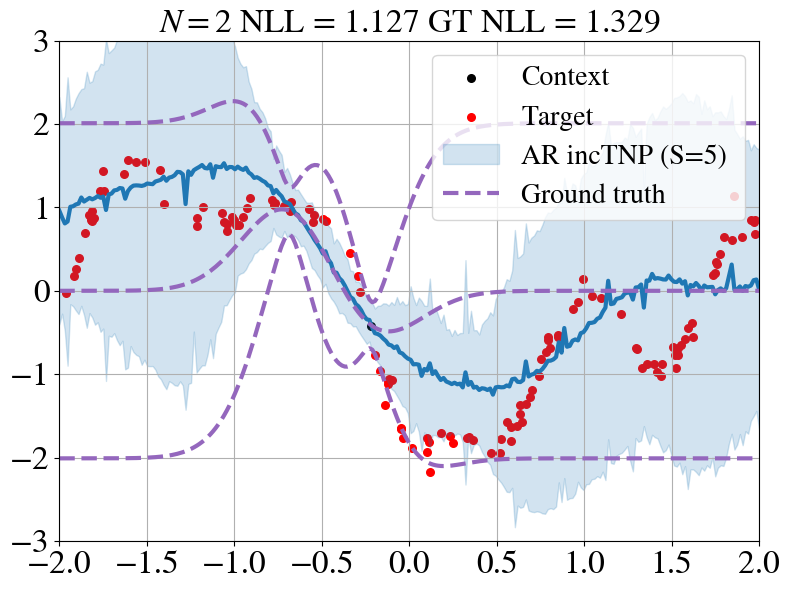 N = 2 NLL = 1.127 GT NLL = 1.329
Context
Target
AR incTNP (S=5)
Ground truth
3
2
1
0
−1
−2
−3
−2.0 −1.5 −1.0 −0.5 0.0 0.5 1.0 1.5 2.0